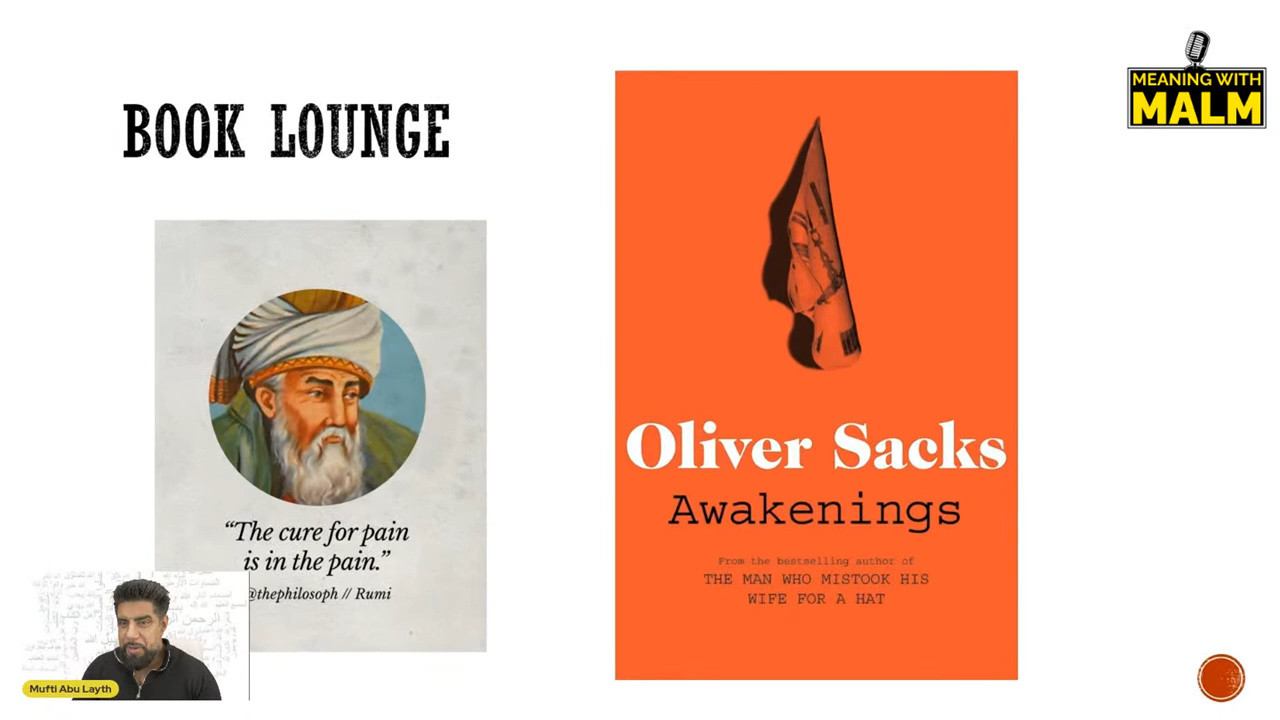 BOOK LOUNGE
MEANING WITH
MALM
"The cure for pain
is in the pain."
@thephilosoph // Rumi
Oliver Sacks
Awakenings
From the bestselling author of
THE MAN WHO MISTOOK HIS
WIFE FOR A HAT
Mufti Abu Layth